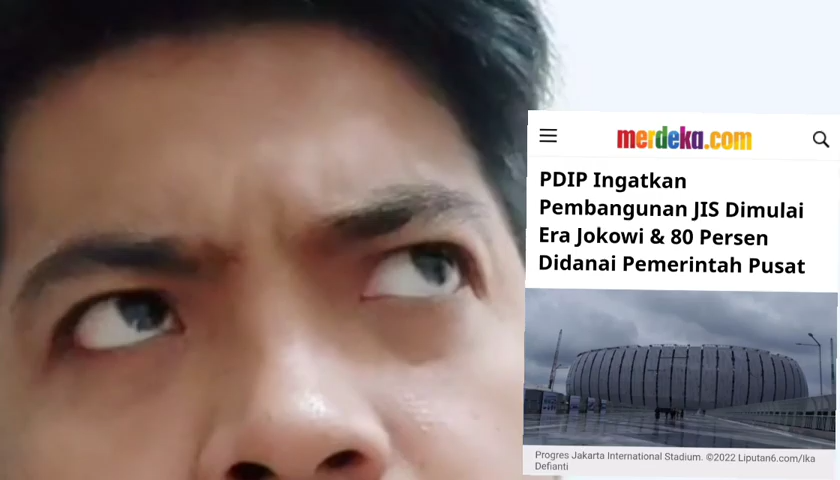 merdeka.com
PDIP Ingatkan
Pembangunan JIS Dimulai
Era Jokowi & 80 Persen
Didanai Pemerintah Pusat
Progres Jakarta International Stadium. ©2022 Liputan6.com/Ika
Defianti